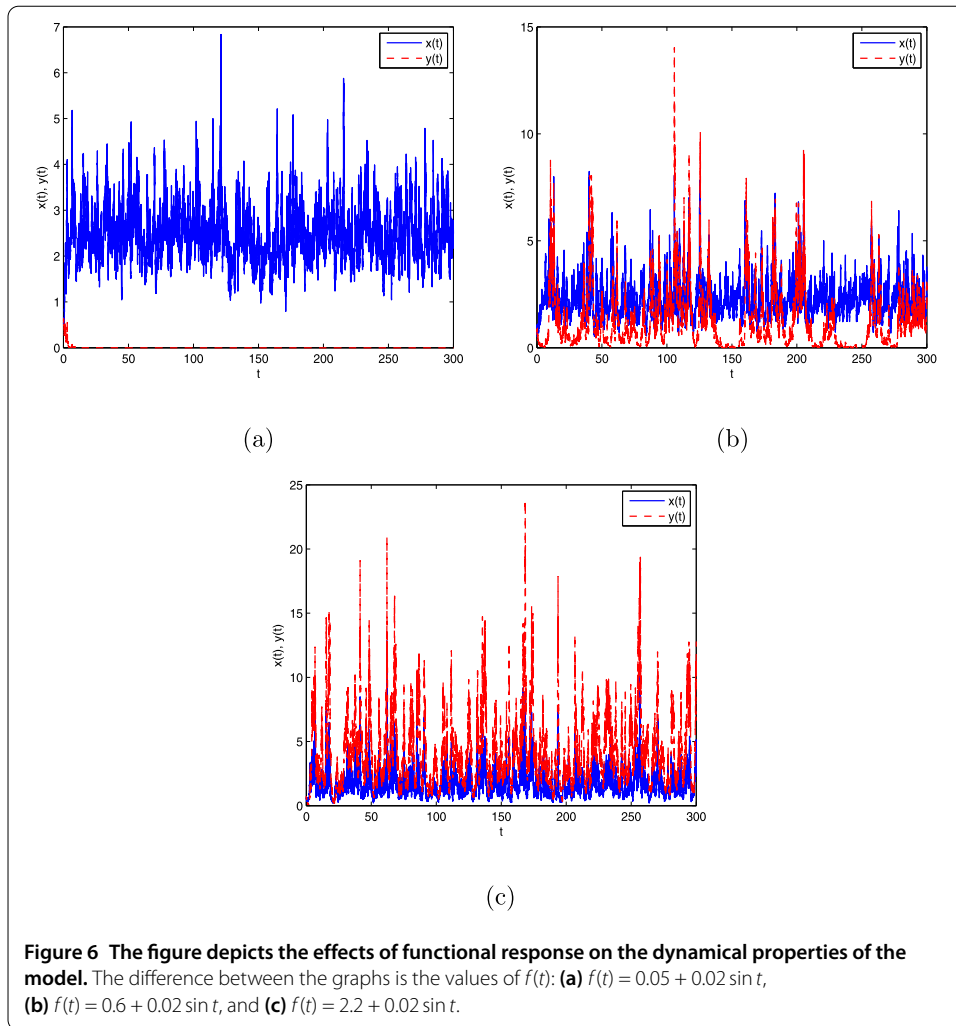 7
6
5
4
3
2
1
0
x(t), y(t)
0 50 100 150 200 250 300
t
x(t)
y(t)
(a)
15
10
5
0
x(t), y(t)
0 50 100 150 200 250 300
t
x(t)
y(t)
(b)
25
20
15
10
5
0
x(t), y(t)
0 50 100 150 200 250 300
t
x(t)
y(t)
(c)
Figure 6 The figure depicts the effects of functional response on the dynamical properties of the
model. The difference between the graphs is the values of f(t): (a) f(t) = 0.05 + 0.02 sin t,
(b) f(t) = 0.6 + 0.02 sin t, and (c) f(t) = 2.2 + 0.02 sin t.